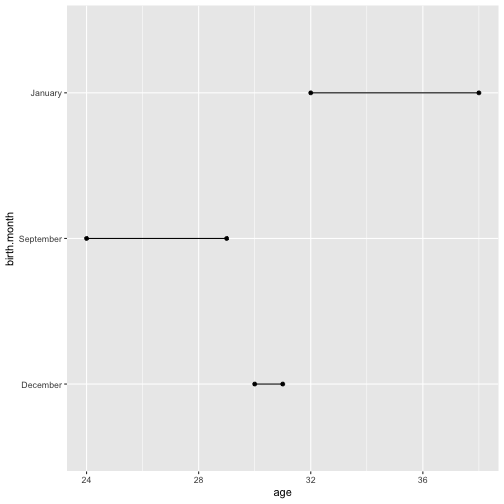 January
September
December
birth.month
24 28 32 36
age